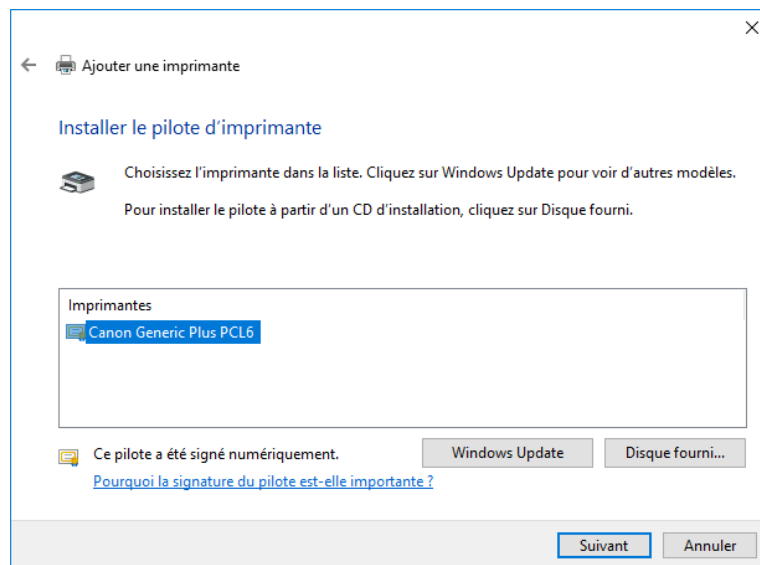 Ajouter une imprimante
Installer le pilote d'imprimante
Choisissez l'imprimante dans la liste. Cliquez sur Windows Update pour voir d'autres modèles.
Pour installer le pilote à partir d'un CD d'installation, cliquez sur Disque fourni.
Imprimantes
Canon Generic Plus PCL6
Ce pilote a été signé numériquement.
Windows Update
Disque fourni...
Pourquoi la signature du pilote est-elle importante ?
Suivant
Annuler